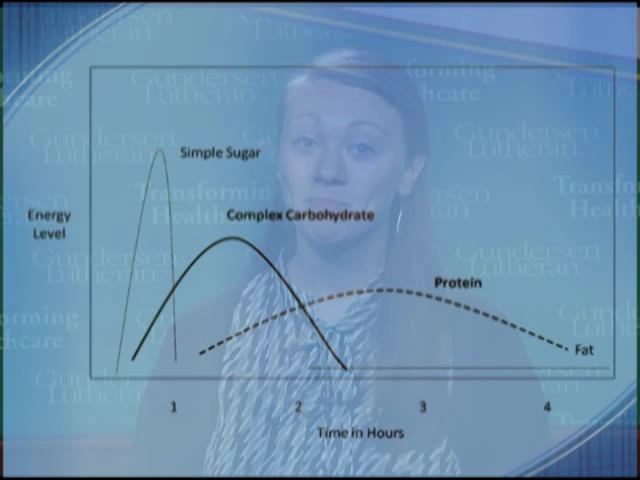 Gundersen
Lutheran
Transforming
Healthcare
Simple Sugar
Energy
Level
Complex Carbohydrate
Protein
Fat
1 2 3 4
Time in Hours